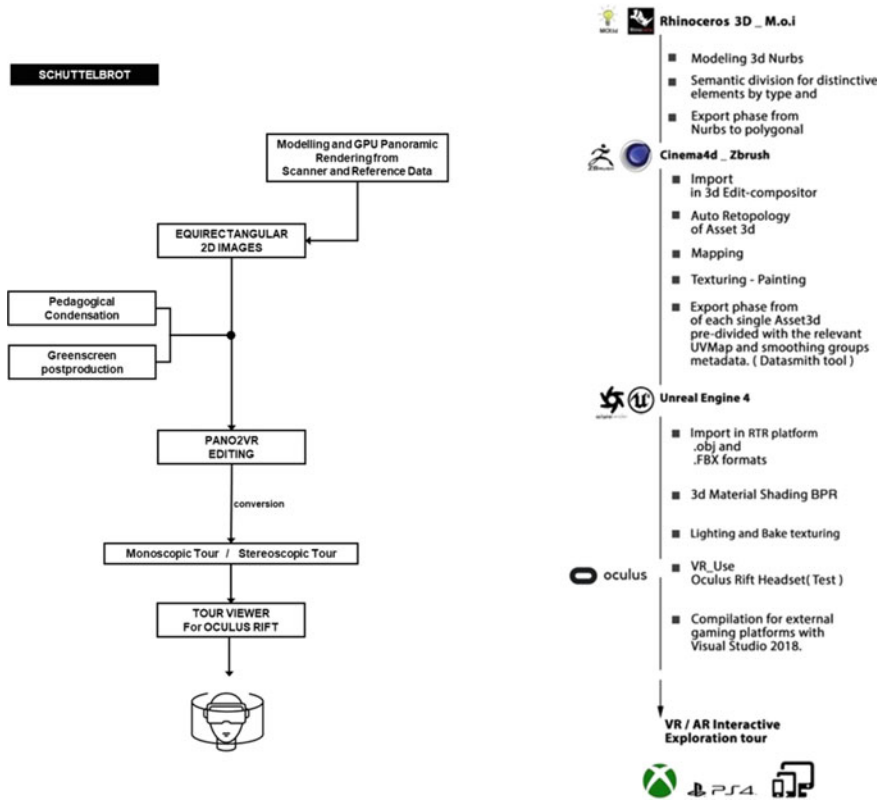 SCHUTTELBROT
Modelling and GPU Panoramic
Rendering from
Scanner and Reference Data
EQUIRECTANGULAR
2D IMAGES
Pedagogical
Condensation
Greenscreen
postproduction
PANO2VR
EDITING
conversion
Monoscopic Tour / Stereoscopic Tour
TOUR VIEWER
For OCULUS RIFT
Rhinoceros 3D _ M.o.i
Modeling 3d Nurbs
Semantic division for distinctive
elements by type and
Export phase from
Nurbs to polygonal
ZBRUSH
Cinema4d _ Zbrush
Import
in 3d Edit-compositor
Auto Retopology
of Asset 3d
Mapping
Texturing - Painting
Export phase from
of each single Asset3d
pre-divided with the relevant
UVMap and smoothing groups
metadata. ( Datasmith tool )
Unreal Engine 4
Import in RTR platform
.obj and
.FBX formats
3d Material Shading BPR
Lighting and Bake texturing
oculus
VR_Use
Oculus Rift Headset( Test )
Compilation for external
gaming platforms with
Visual Studio 2018.
VR / AR Interactive
Exploration tour
PS4